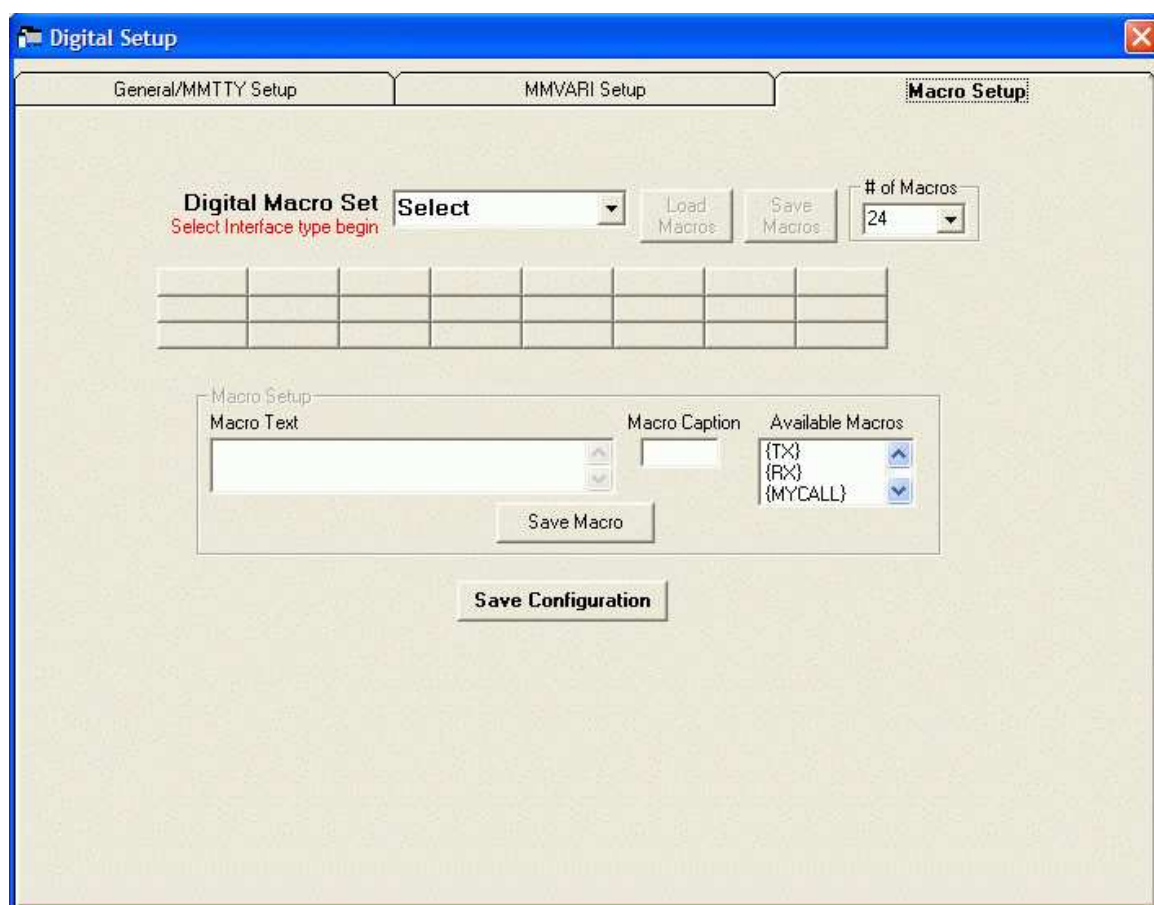 Digital Setup
General/MMTTY Setup
MMVARI Setup
Macro Setup
Digital Macro Set
Select Interface type begin
Select
Load
Macros
Save
Macros
# of Macros
24
Macro Setup
Macro Text
Macro Caption
Available Macros
{TX}
{RX}
{MYCALL}
Save Macro
Save Configuration